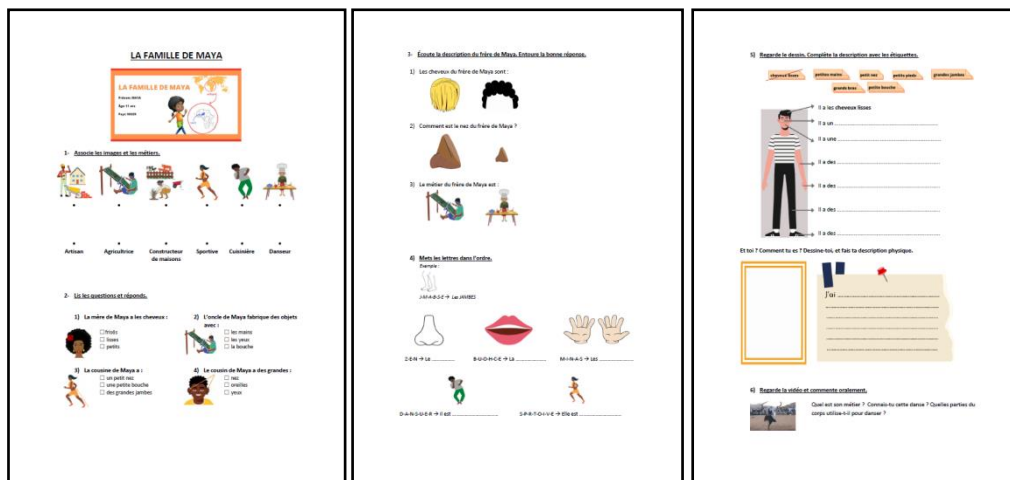 LA FAMILLE DE MAYA
LA FAMILLE DE MAYA
Prénom: MAYA
Âge 11 ans
Pays
1- Associe les images et les métiers.
Artisan
Agricultrice
Constructeur de maisons
Sportive
Cuisinière
Danseur
2- Lis les questions et réponds.
1) La mère de Maya a les cheveux :
☐ frisés
☐ lisses
☐ petits
2) L'oncle de Maya fabrique des objets avec :
☐ les mains
☐ les yeux
☐ la bouche
3) La cousine de Maya a :
☐ un petit nez
☐ une petite bouche
☐ des grandes jambes
4) Le cousin de Maya a des grandes :
☐ nez
☐ oreilles
☐ yeux
3- Écoute la description du frère de Maya. Entoure la bonne réponse.
1) Les cheveux du frère de Maya sont :
2) Comment est le nez du frère de Maya ?
3) Le métier du frère de Maya est :
4) Mets les lettres dans l'ordre.
Exemple :
J-M-A-B-S-E → Les JAMBES
Z-E-N → Le ..................
B-U-O-H-C-E → La ..................
M-I-N-A-S → Les ..................
D-A-N-S-U-E-R → Il est ..................
S-P-R-T-O-I-V-E → Elle est ..................
5) Regarde le dessin. Complète la description avec les étiquettes.
cheveux lisses
petites mains
petit nez
petits pieds
grandes jambes
grands bras
petite bouche
Il a les cheveux lisses
Il a un ..................
Il a une ..................
Il a des ..................
Il a des ..................
Il a des ..................
Il a des ..................
Et toi ? Comment tu es ? Dessine-toi, et fais ta description physique.
J'ai ..................
6) Regarde la vidéo et commente oralement.
Quel est son métier ? Connais-tu cette danse ? Quelles parties du
corps utilise-t-il pour danser ?